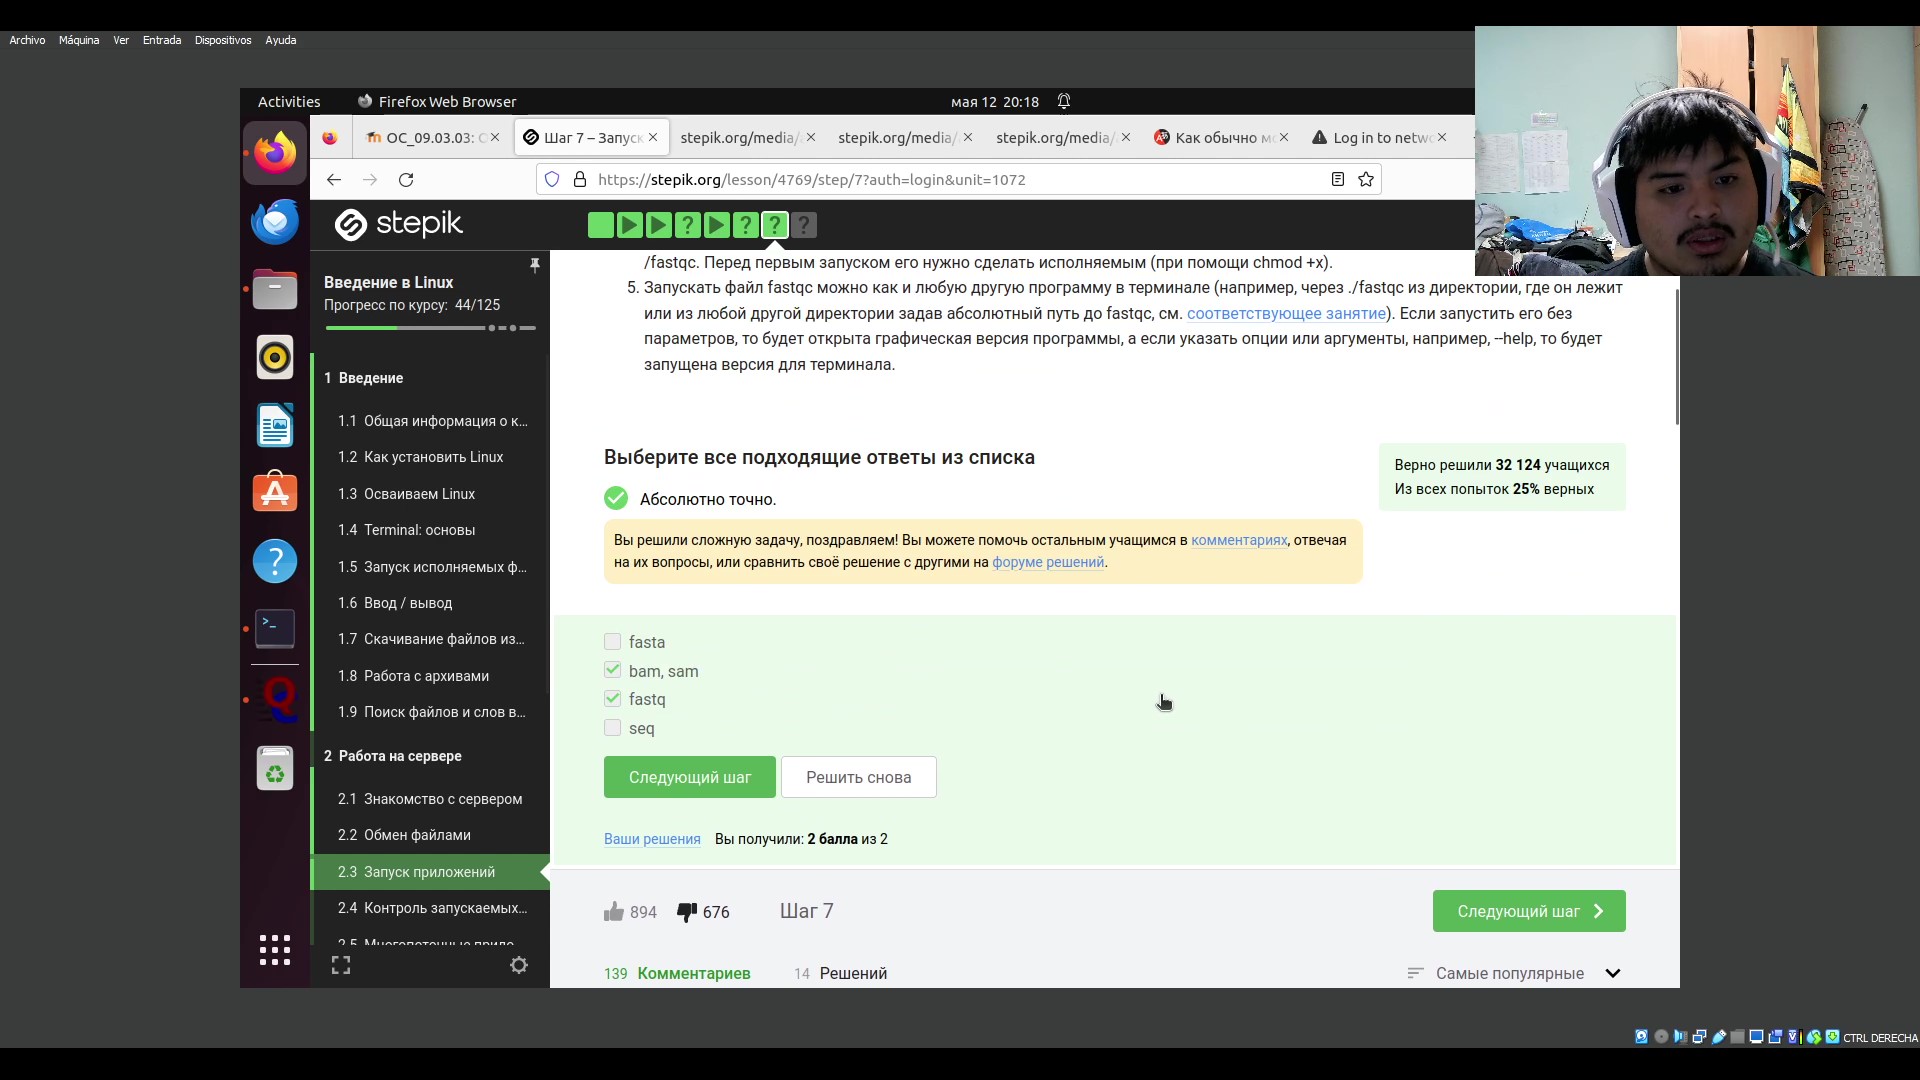 Archivo Máquina Ver Entrada Dispositivos Ayuda
Activities Firefox Web Browser мая 12 20:18
ОС_09.03.03: Шаг 7 – Запуск stepik.org/media/ stepik.org/media/ stepik.org/media/ Как обычно Log in to netw
https://stepik.org/lesson/4769/step/7?auth=login&unit=1072
stepik
Введение в Linux
Прогресс по курсу: 44/125
1 Введение
1.1 Общая информация о к...
1.2 Как установить Linux
1.3 Осваиваем Linux
1.4 Terminal: основы
1.5 Запуск исполняемых ф...
1.6 Ввод / вывод
1.7 Скачивание файлов из...
1.8 Работа с архивами
1.9 Поиск файлов и слов в...
2 Работа на сервере
2.1 Знакомство с сервером
2.2 Обмен файлами
2.3 Запуск приложений
2.4 Контроль запускаемых...
/fastqc. Перед первым запуском его нужно сделать исполняемым (при помощи chmod +x).
5. Запускать файл fastqc можно как и любую другую программу в терминале (например, через ./fastqc из директории, где он лежит
или из любой другой директории задав абсолютный путь до fastqc, см. соответствующее занятие). Если запустить его без
параметров, то будет открыта графическая версия программы, а если указать опции или аргументы, например, --help, то будет
запущена версия для терминала.
Выберите все подходящие ответы из списка
Абсолютно точно.
Вы решили сложную задачу, поздравляем! Вы можете помочь остальным учащимся в комментариях, отвечая
на их вопросы, или сравнить своё решение с другими на форуме решений.
Верно решили 32 124 учащихся
Из всех попыток 25% верных
fasta
bam, sam
fastq
seq
Следующий шаг Решить снова
Ваши решения Вы получили: 2 балла из 2
894 676 Шаг 7 Следующий шаг
139 Комментариев 14 Решений Самые популярные
CTRL DERECHA